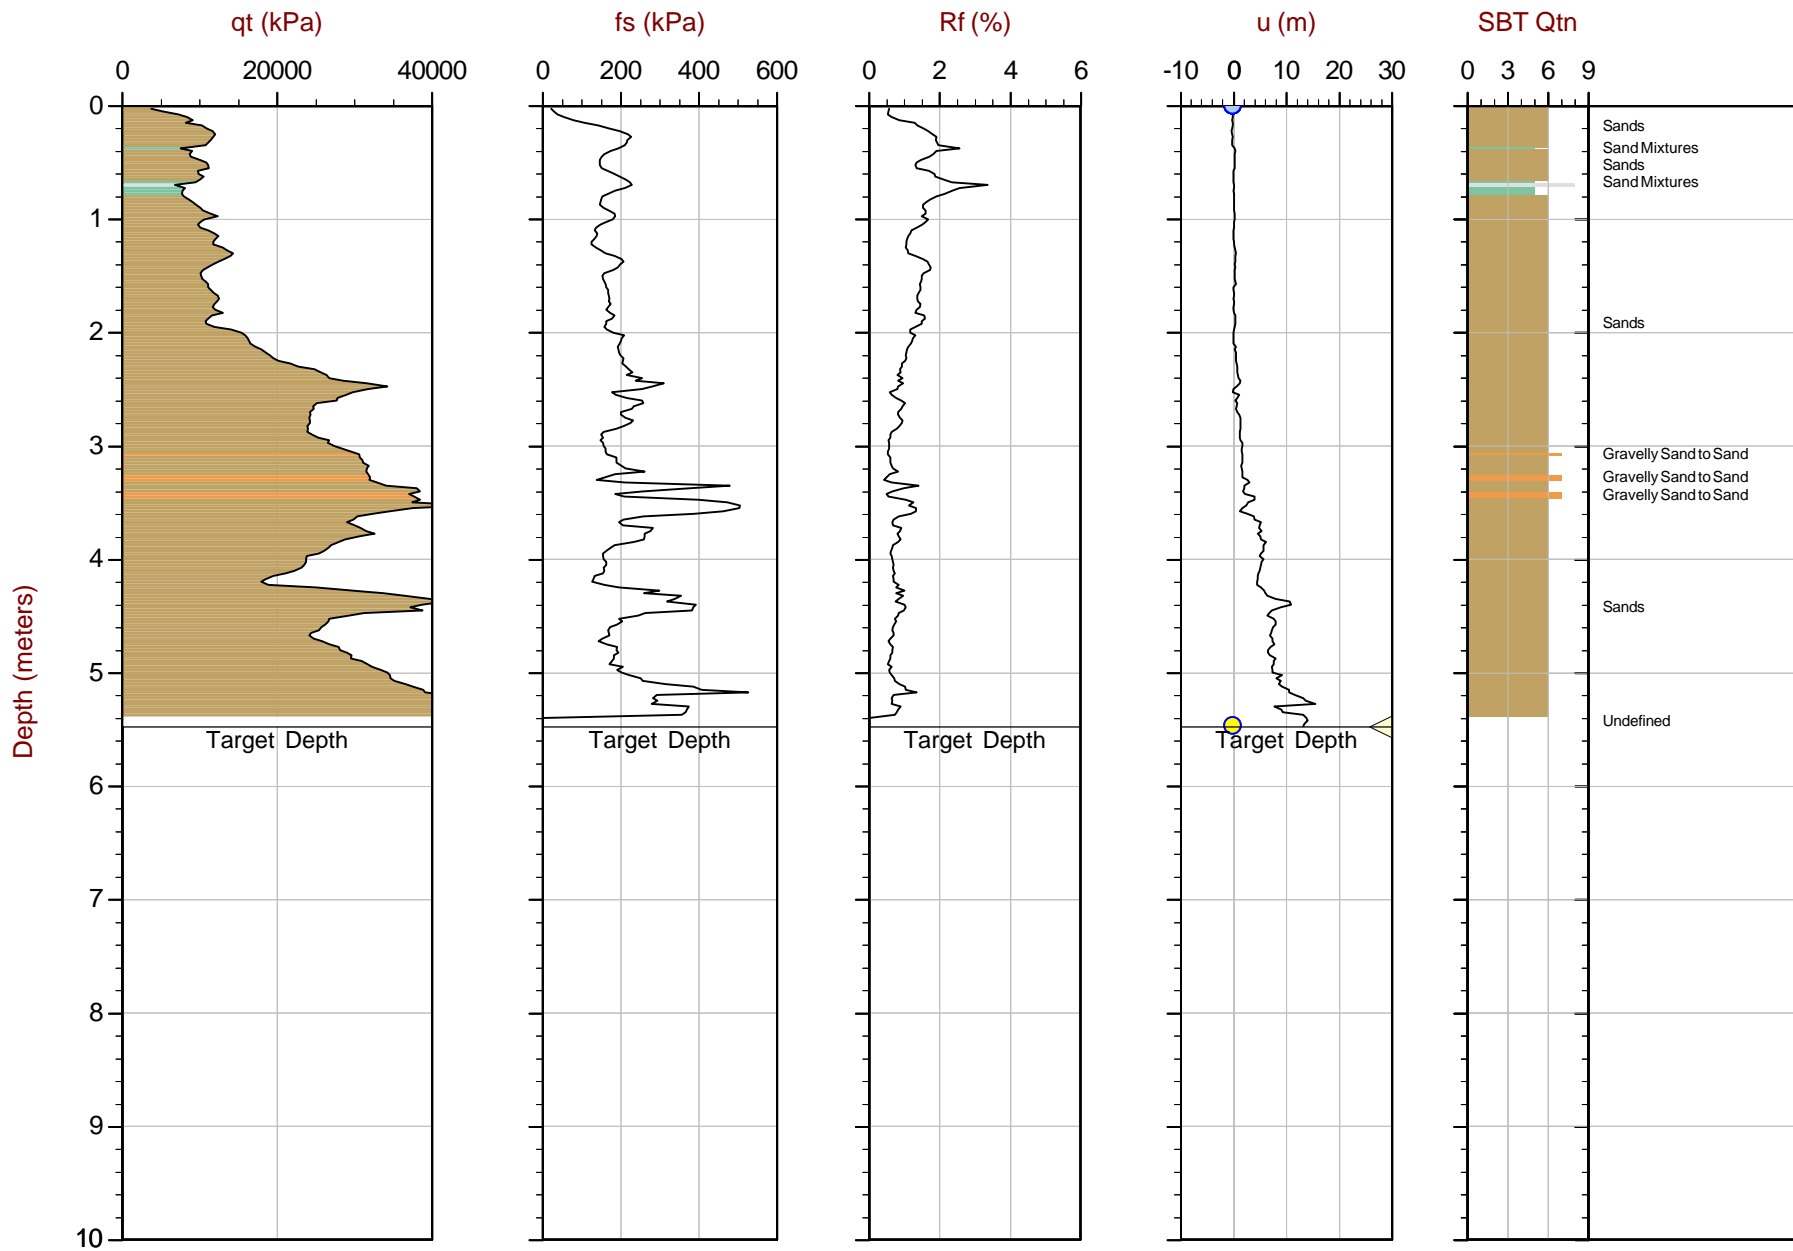 qt (kPa) fs (kPa) Rf (%) u (m) SBT Qtn
0 20000 40000 0 200 400 600 0 2 4 6 -10 0 10 20 30 0 3 6 9
0
Sands
Sand Mixtures
Sands
Sand Mixtures
1
Sands
2
3
Gravelly Sand to Sand
Gravelly Sand to Sand
Gravelly Sand to Sand
4
Sands
5
Depth (meters)
Undefined
Target Depth Target Depth Target Depth Target Depth
6
7
8
9
10